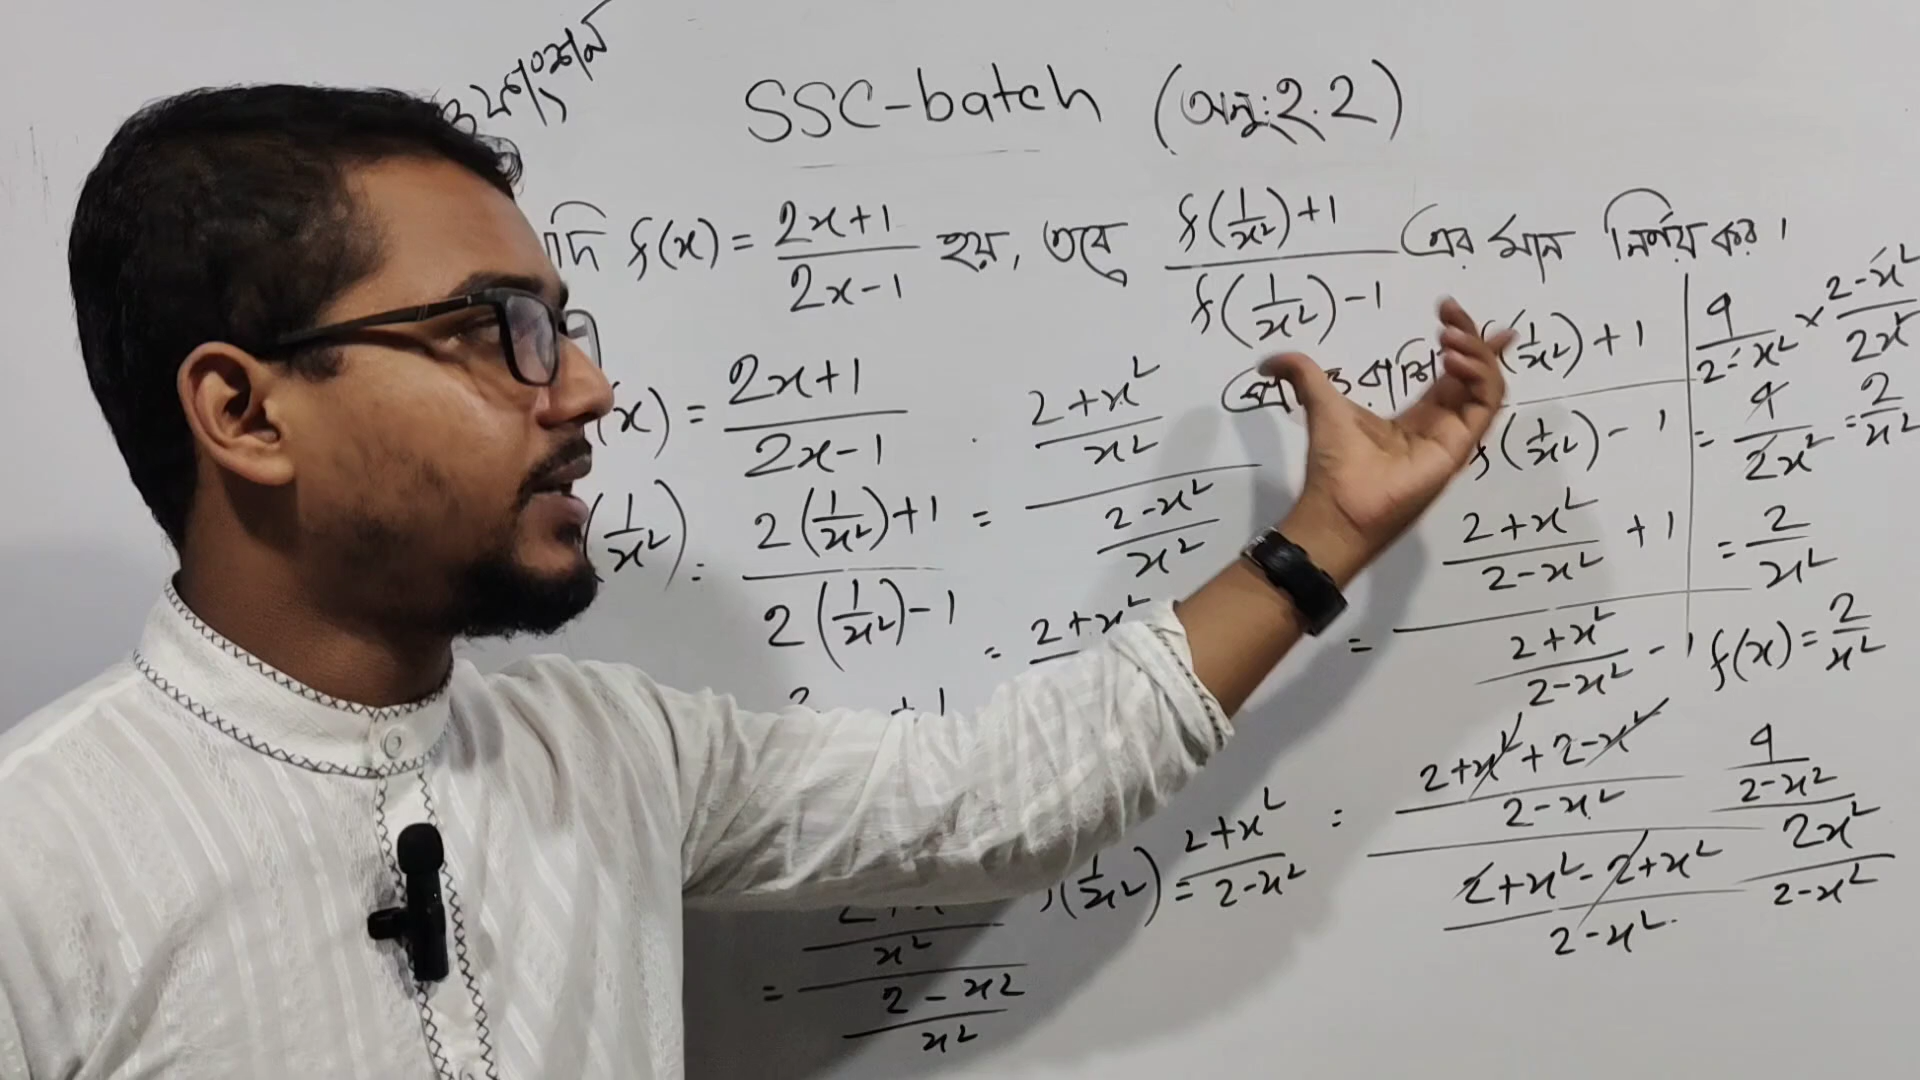 SSC-batch (অনু:২.2)
f(x) = (2x+1)/(2x-1) হয়, তবে (f(1/x²)+1)/(f(1/x²)-1) এর মান নির্ণয় কর।
(x) = (2x+1)/(2x-1)
(1/x²) = (2(1/x²)+1)/(2(1/x²)-1) = ((2+x²)/x²)/((2-x²)/x²)
= 2+x²
+1
(1/x²) = (2+x²)/(2-x²)
= /x²/((2-x2)/x²)
(1/x²)+1
f(1/x²)-1
= ((2+x²)/(2-x²) +1)/((2+x²)/(2-x²) -1)
= ((2+x²+2-x²)/(2-x²))/((2+x²-2+x²)/(2-x²))
(4/(2-x2))/(2x²/(2-x²))
4/(2-x²) × (2-x²)/2x²
= 4/2x² = 2/x²
= 2/x²
f(x) = 2/x²